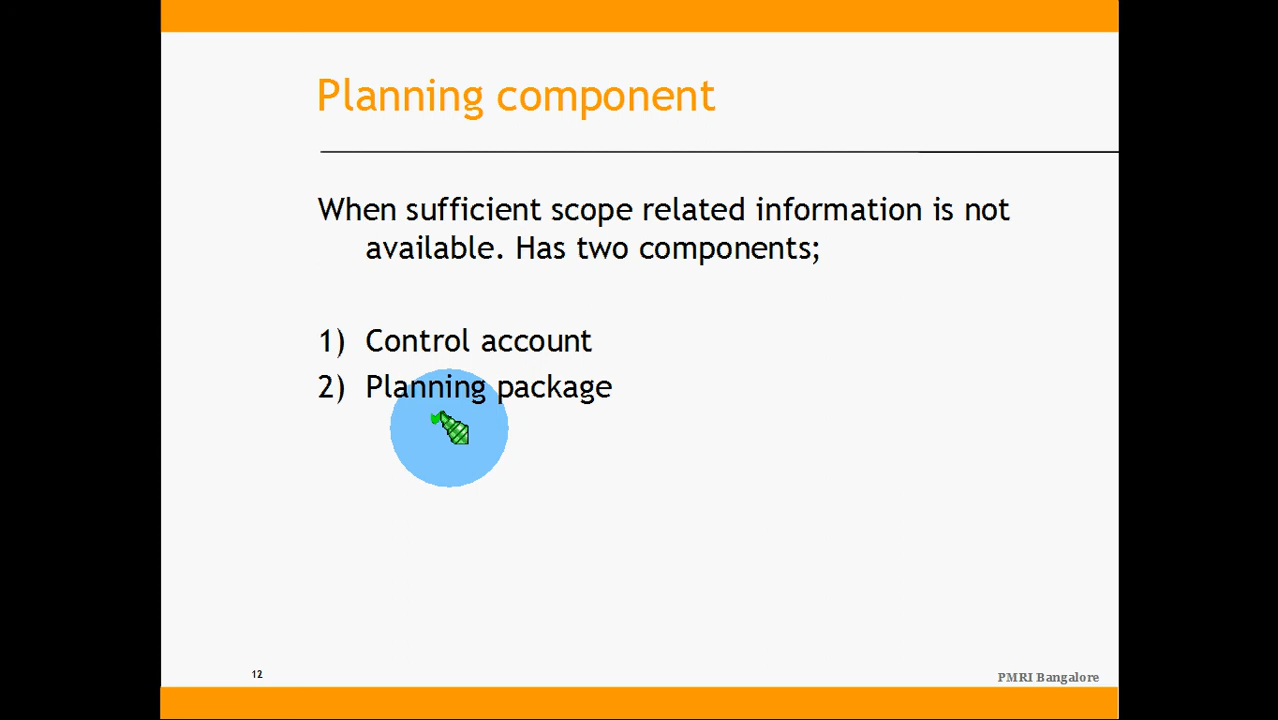 Planning component
When sufficient scope related information is not
available. Has two components;
1) Control account
2) Planning package
12
PMRI Bangalore